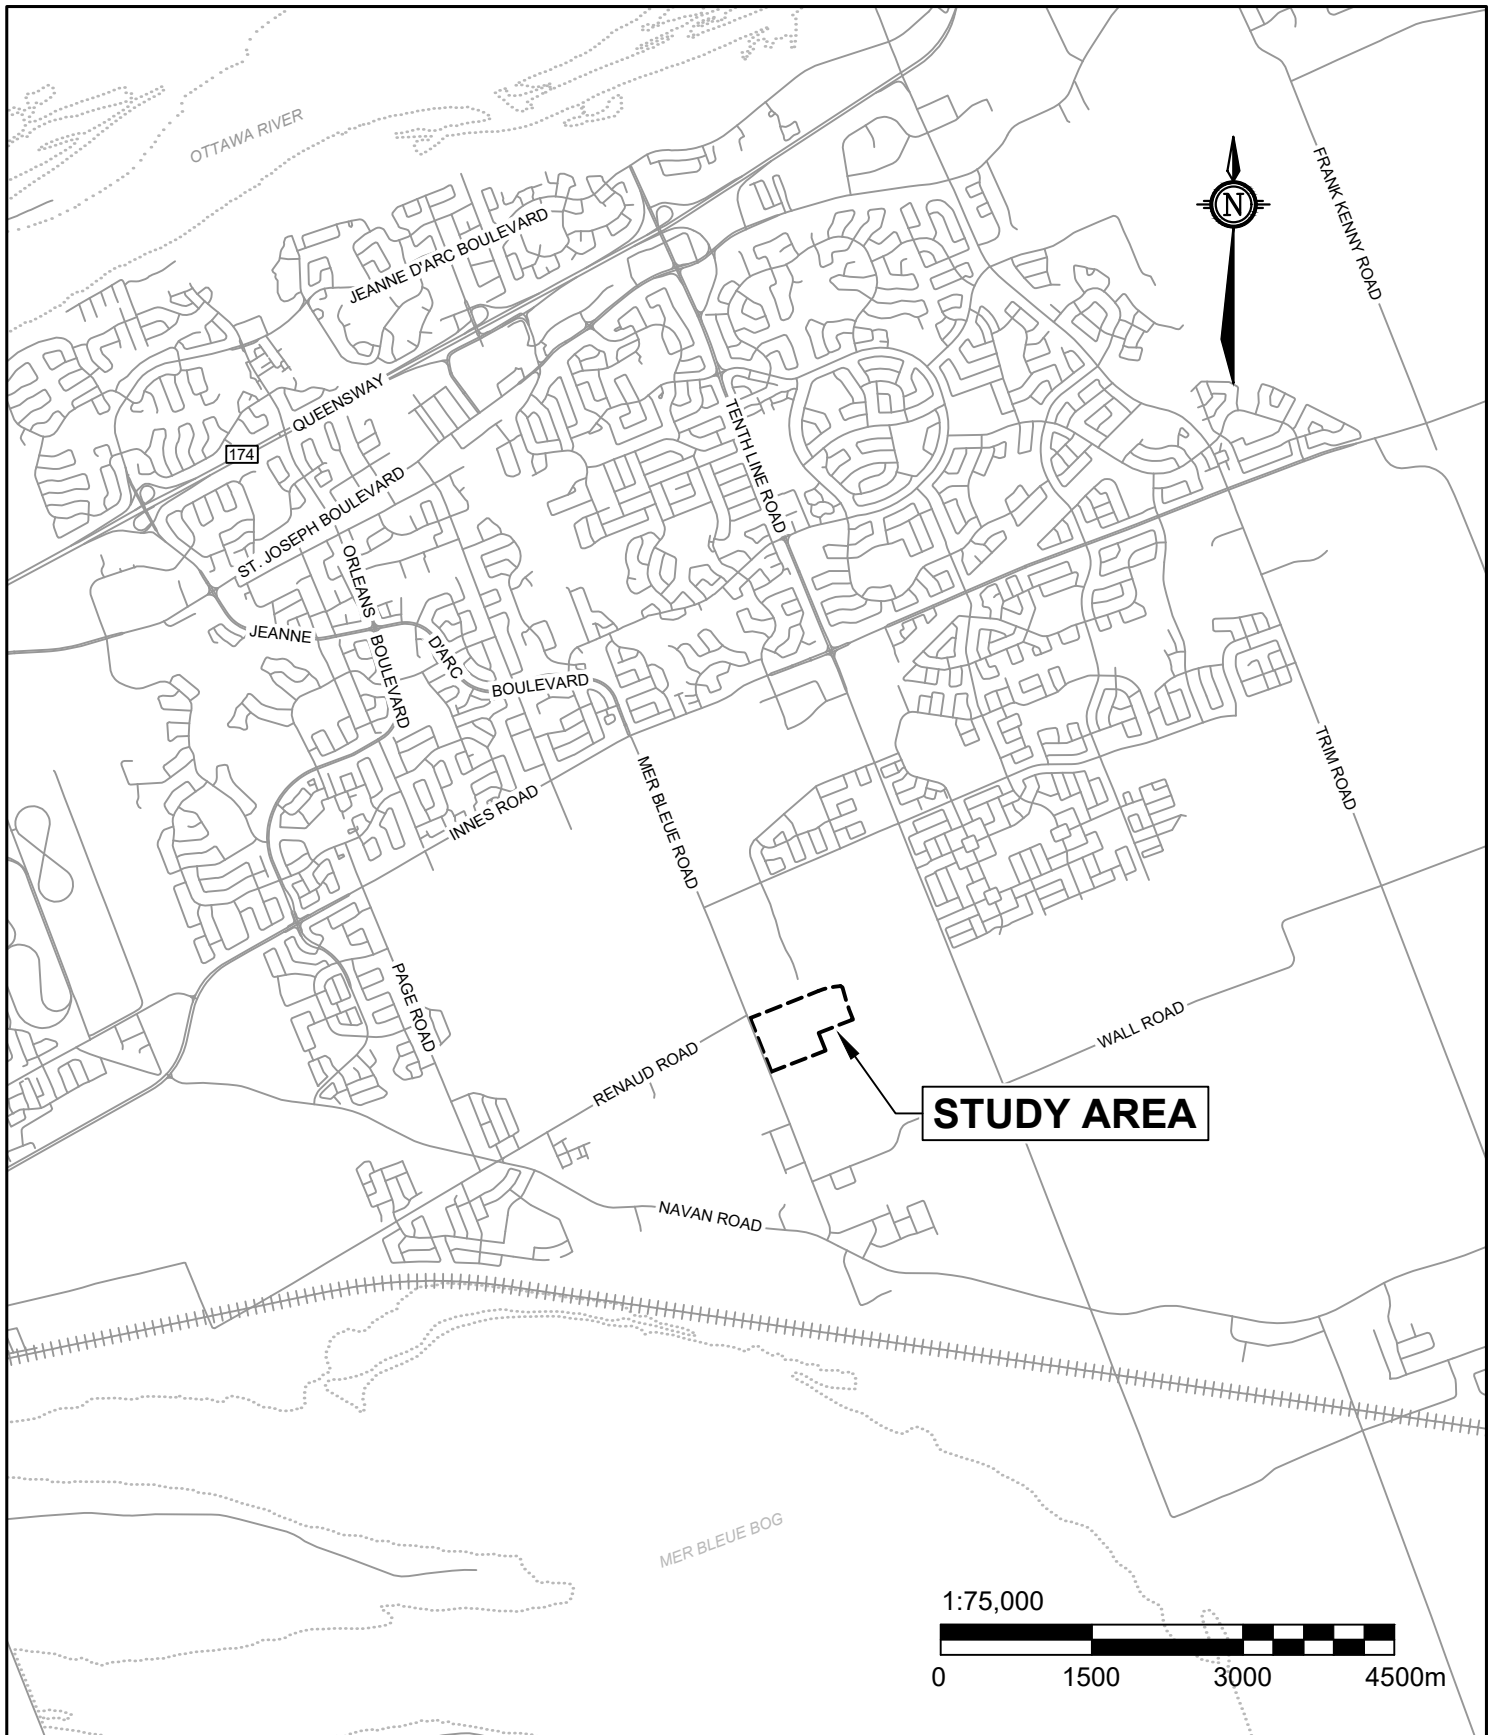 OTTAWA RIVER
N
FRANK KENNY ROAD
JEANNE D'ARC BOULEVARD
QUEENSWAY
174
TENTH LINE ROAD
ST. JOSEPH BOULEVARD
ORLEANS BOULEVARD
JEANNE D'ARC BOULEVARD
MER BLEUE ROAD
TRIM ROAD
INNES ROAD
PAGE ROAD
WALL ROAD
RENAUD ROAD
STUDY AREA
NAVAN ROAD
MER BLEUE BOG
1:75,000
0 1500 3000 4500m